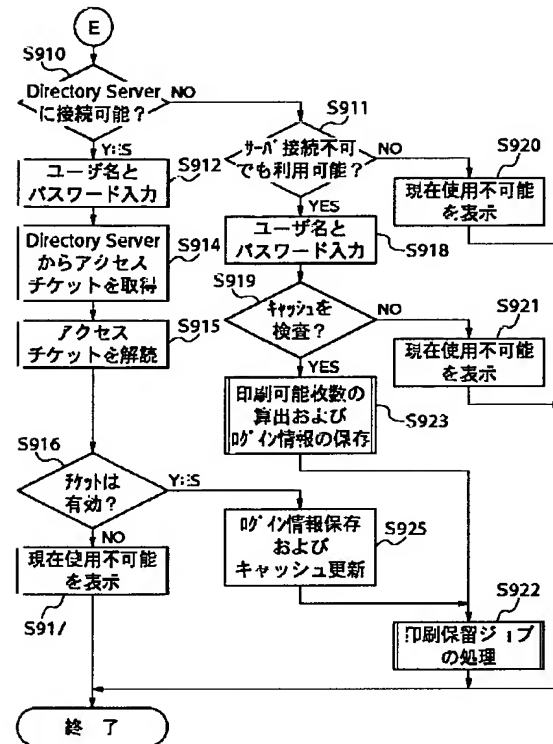 E
S910
Directory Server
に接続可能？
NO
YES
S911
ｻｰﾊﾞ接続不可
でも利用可能？
NO
YES
S920
現在使用不可能
を表示
ユーザ名と
パスワード入力
S912
Directory Server
からアクセス
チケットを取得
S914
アクセス
チケットを解読
S915
ユーザ名と
パスワード入力
S918
S919
ｷｬｯｼｭを
検査？
NO
YES
S921
現在使用不可能
を表示
印刷可能枚数の
算出および
ﾛｸﾞｲﾝ情報の保存
S923
S916
ﾁｹｯﾄは
有効？
YES
NO
現在使用不可能
を表示
S917
ﾛｸﾞｲﾝ情報保存
および
キャッシュ更新
S925
S922
印刷保留ジョブ
の処理
終 了